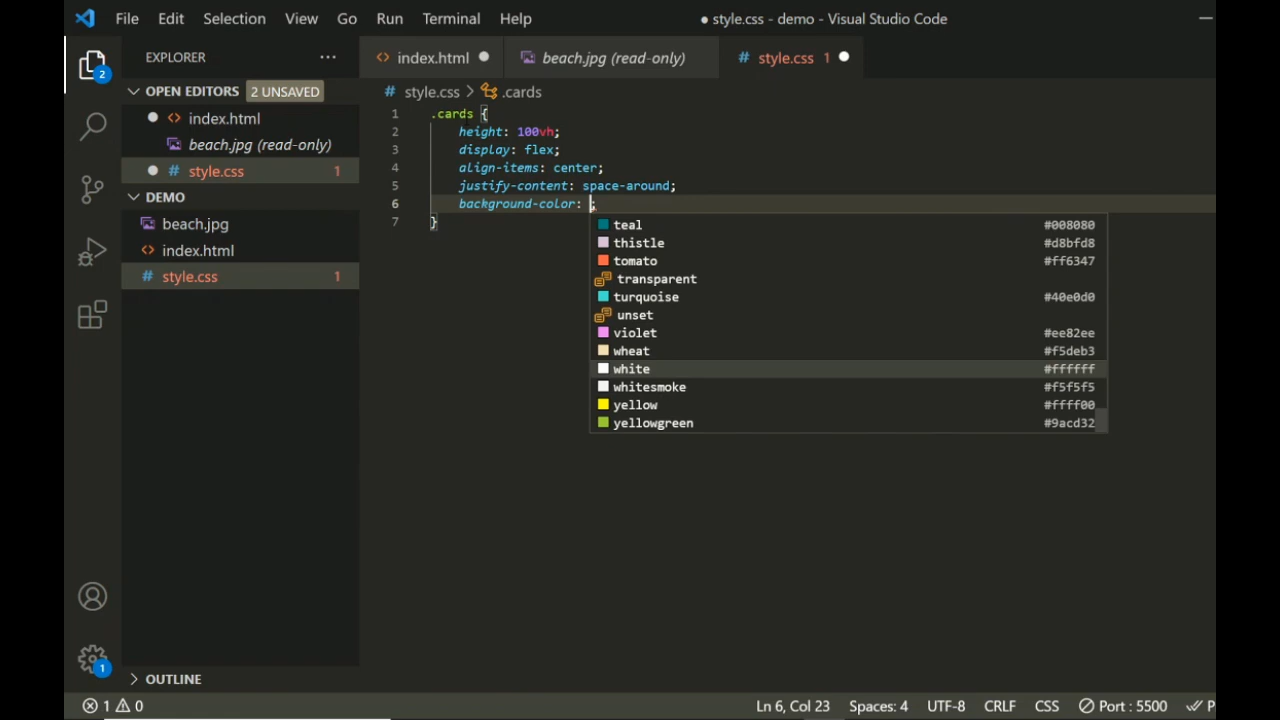 File Edit Selection View Go Run Terminal Help ● style.css - demo - Visual Studio Code
EXPLORER ···
OPEN EDITORS 2 UNSAVED
index.html
beach.jpg (read-only)
# style.css 1
DEMO
beach.jpg
index.html
# style.css 1
OUTLINE
2
1
index.html beach.jpg (read-only) # style.css 1
# style.css > .cards
1 .cards {
2 height: 100vh;
3 display: flex;
4 align-items: center;
5 justify-content: space-around;
6 background-color: ;
7 }
teal #008080
thistle #d8bfd8
tomato #ff6347
transparent
turquoise #40e0d0
unset
violet #ee82ee
wheat #f5deb3
white #ffffff
whitesmoke #f5f5f5
yellow #ffff00
yellowgreen #9acd32
1 0 Ln 6, Col 23 Spaces: 4 UTF-8 CRLF CSS Port : 5500 P